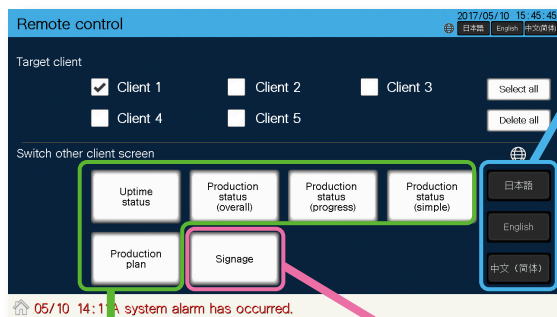 Remote control
2017/05/10 15:45:45
日本語 English 中文(简体)
Target client
Client 1 Client 2 Client 3 Select all
Client 4 Client 5 Delete all
Switch other client screen
Uptime status
Production status (overall)
Production status (progress)
Production status (simple)
日本語
English
Production plan
Signage
中文 (简体)
05/10 14:11 A system alarm has occurred.